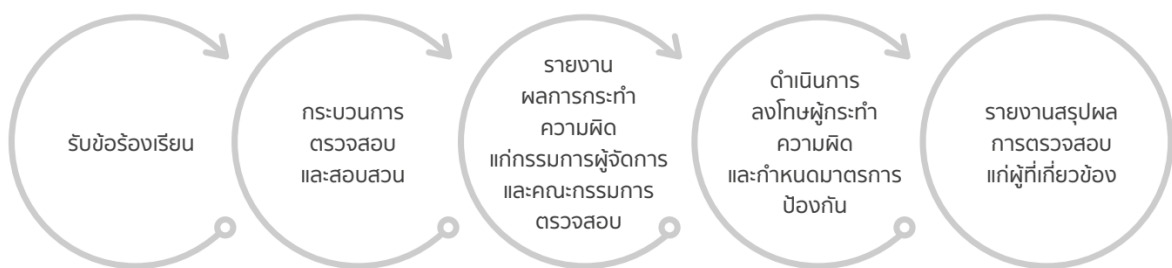 รับข้อร้องเรียน
กระบวนการ
ตรวจสอบ
และสอบสวน
รายงาน
ผลการกระทำ
ความผิด
แก่กรรมการผู้จัดการ
และคณะกรรมการ
ตรวจสอบ
ดำเนินการ
ลงโทษผู้กระทำ
ความผิด
และกำหนดมาตรการ
ป้องกัน
รายงานสรุปผล
การตรวจสอบ
แก่ผู้ที่เกี่ยวข้อง